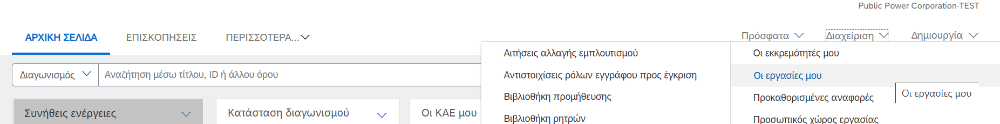 Public Power Corporation-TEST
ΑΡΧΙΚΗ ΣΕΛΙΔΑ ΕΠΙΣΚΟΠΗΣΕΙΣ ΠΕΡΙΣΣΟΤΕΡΑ... Πρόσφατα Διαχείριση Δημιουργία
Αιτήσεις αλλαγής εμπλουτισμού Οι εκκρεμότητές μου
Διαγωνισμός Αναζήτηση μέσω τίτλου, ID ή άλλου όρου Αντιστοιχίσεις ρόλων εγγράφου προς έγκριση Οι εργασίες μου
Βιβλιοθήκη προμήθευσης Προκαθορισμένες αναφορές Οι εργασίες μου
Συνήθεις ενέργειες Κατάσταση διαγωνισμού Οι ΚΑΕ μου Βιβλιοθήκη ρητρών Προσωπικός χώρος εργασίας